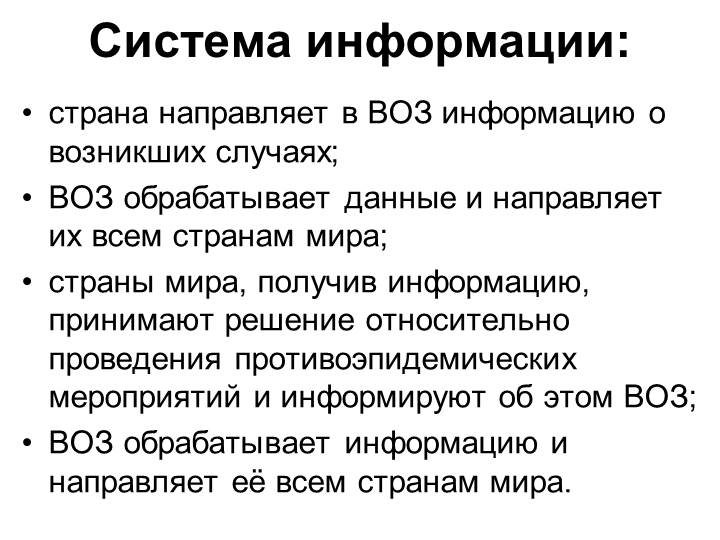 Система информации:
• страна направляет в ВОЗ информацию о
возникших случаях;
• ВОЗ обрабатывает данные и направляет
их всем странам мира;
• страны мира, получив информацию,
принимают решение относительно
проведения противоэпидемических
мероприятий и информируют об этом ВОЗ;
• ВОЗ обрабатывает информацию и
направляет её всем странам мира.